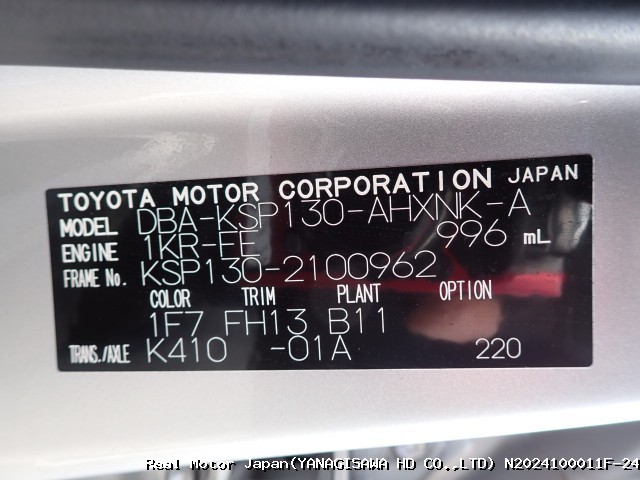 TOYOTA MOTOR CORPORATION JAPAN
MODEL DBA-KSP130-AHXNK-A
ENGINE 1KR-FE 996 mL
FRAME No. KSP130-2100962
COLOR TRIM PLANT OPTION
1F7 FH13 B11
TRANS./AXLE K410 -01A 220
Real Motor Japan(YANAGISAWA HD CO.,LTD) N2024100011F-24